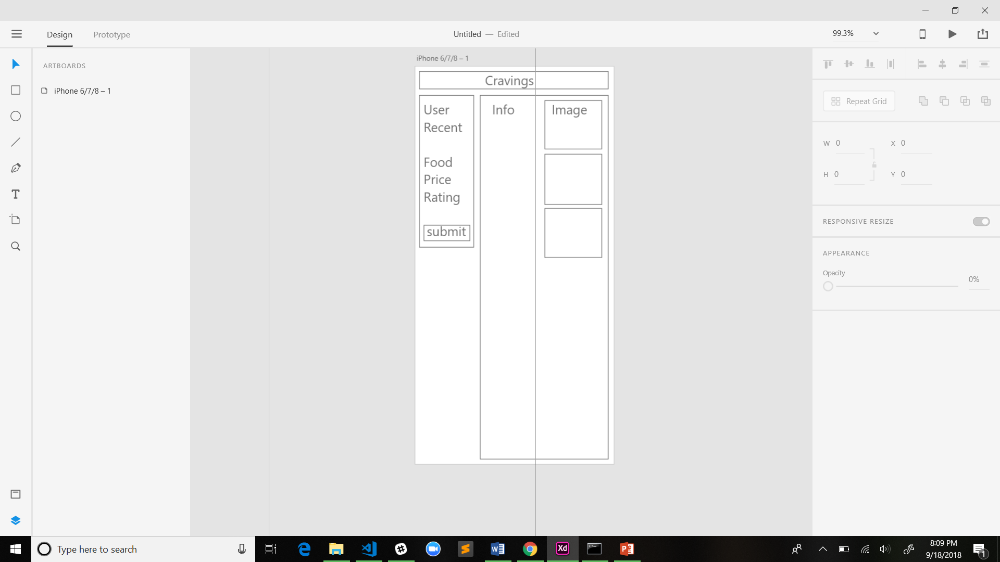 Design
Prototype
Untitled — Edited
99.3%
ARTBOARDS
iPhone 6/7/8 – 1
iPhone 6/7/8 – 1
Cravings
User
Recent
Food
Price
Rating
submit
Info
Image
Repeat Grid
W 0
X 0
H 0
Y 0
RESPONSIVE RESIZE
APPEARANCE
Opacity
0%
Type here to search
Xd
8:09 PM
9/18/2018
1